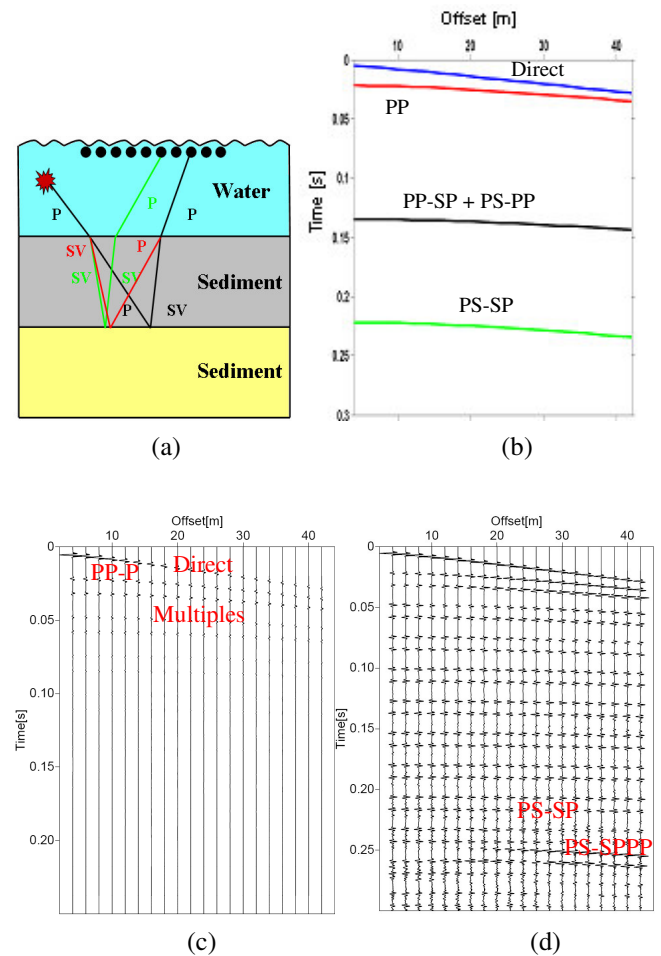 Water
P
P
P
SV
P
SV
SV
Sediment
P
SV
Sediment
(a)
Offset [m]
10 20 30 40
0
Direct
PP
0.05
0.1
PP-SP + PS-PP
Time [s]
0.15
0.2
PS-SP
0.25
0.3
(b)
Offset[m]
0 10 20 30 40
0
Direct
PP-P
Multiples
0.05
0.10
Time[s]
0.15
0.20
(c)
Offset[m]
10 20 30 40
0
0.05
0.10
0.15
Time[s]
0.20
PS-SP
PS-SPPP
0.25
(d)